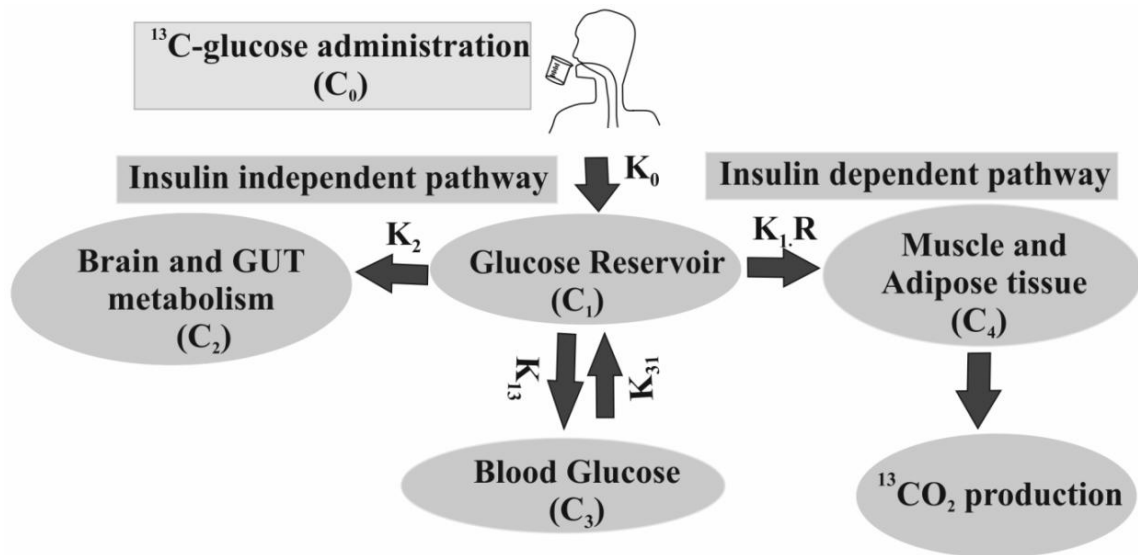 ¹³C-glucose administration
(C₀)
K₀
Insulin independent pathway
Insulin dependent pathway
K₂
K₁.R
Brain and GUT
metabolism
(C₂)
Glucose Reservoir
(C₁)
Muscle and
Adipose tissue
(C₄)
K₁₃
K₃₁
Blood Glucose
(C₃)
¹³CO₂ production